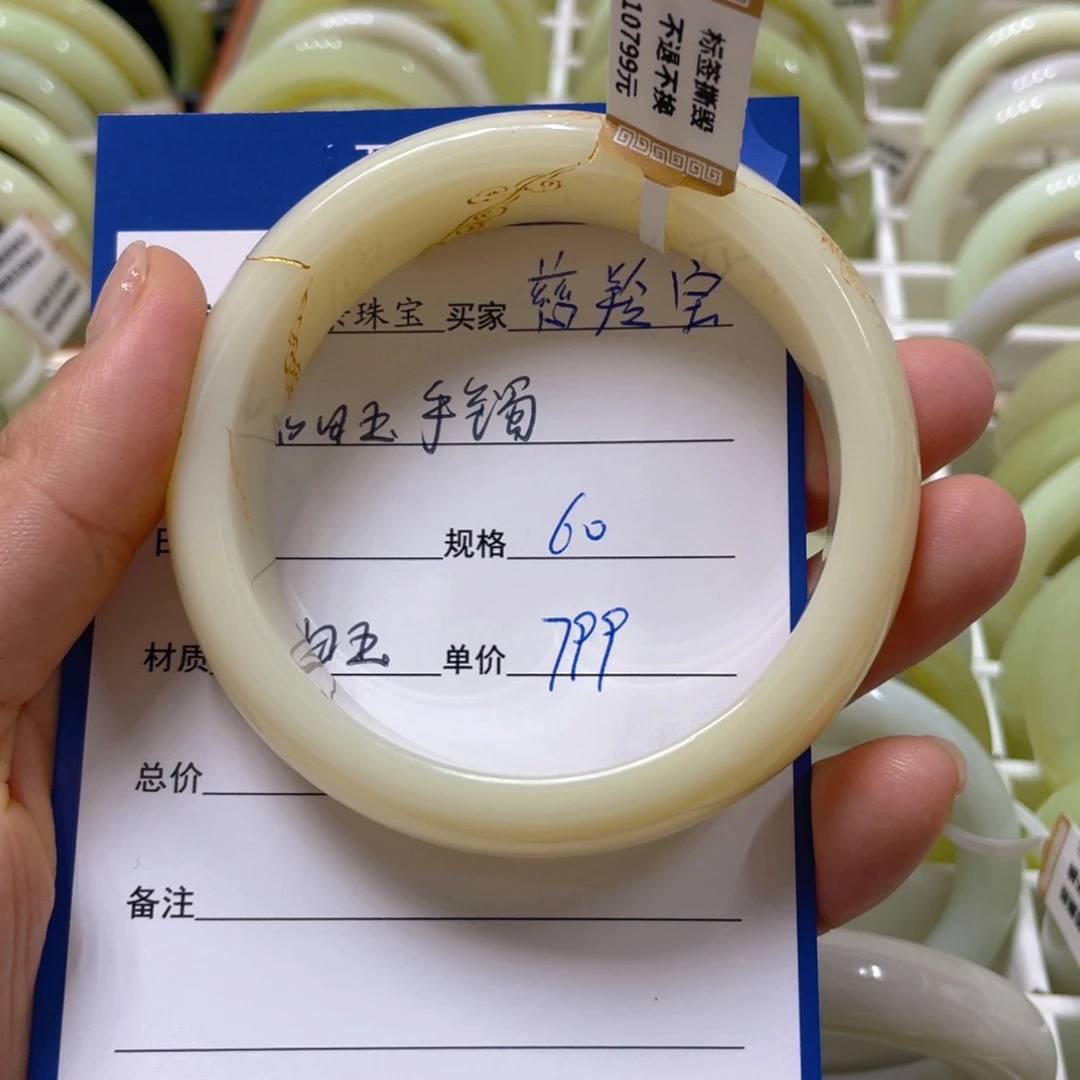 标签撕毁
不退不换
10799元
珠宝 买家 慈羚宝
白玉手镯
规格 60
材质 白玉 单价 799
总价
备注